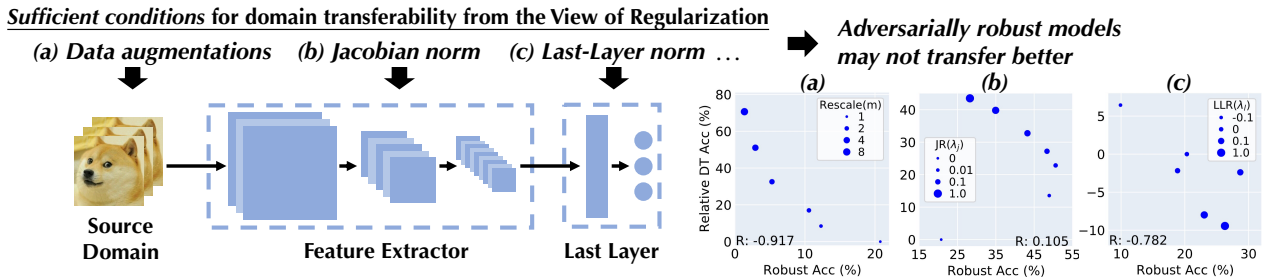 Sufficient conditions for domain transferability from the View of Regularization
(a) Data augmentations
(b) Jacobian norm
(c) Last-Layer norm ...
Source
Domain
Feature Extractor
Last Layer
Adversarially robust models
may not transfer better
(a)
Relative DT Acc (%)
80
70
60
50
40
30
20
10
0
Rescale(m)
1
2
4
8
R: -0.917
0
10
20
Robust Acc (%)
(b)
40
30
20
10
0
JR(λj)
0
0.01
0.1
1.0
R: 0.105
15
25
35
45
55
Robust Acc (%)
(c)
5
0
−5
−10
LLR(λl)
-0.1
0
0.1
1.0
R: -0.782
10
20
30
Robust Acc (%)